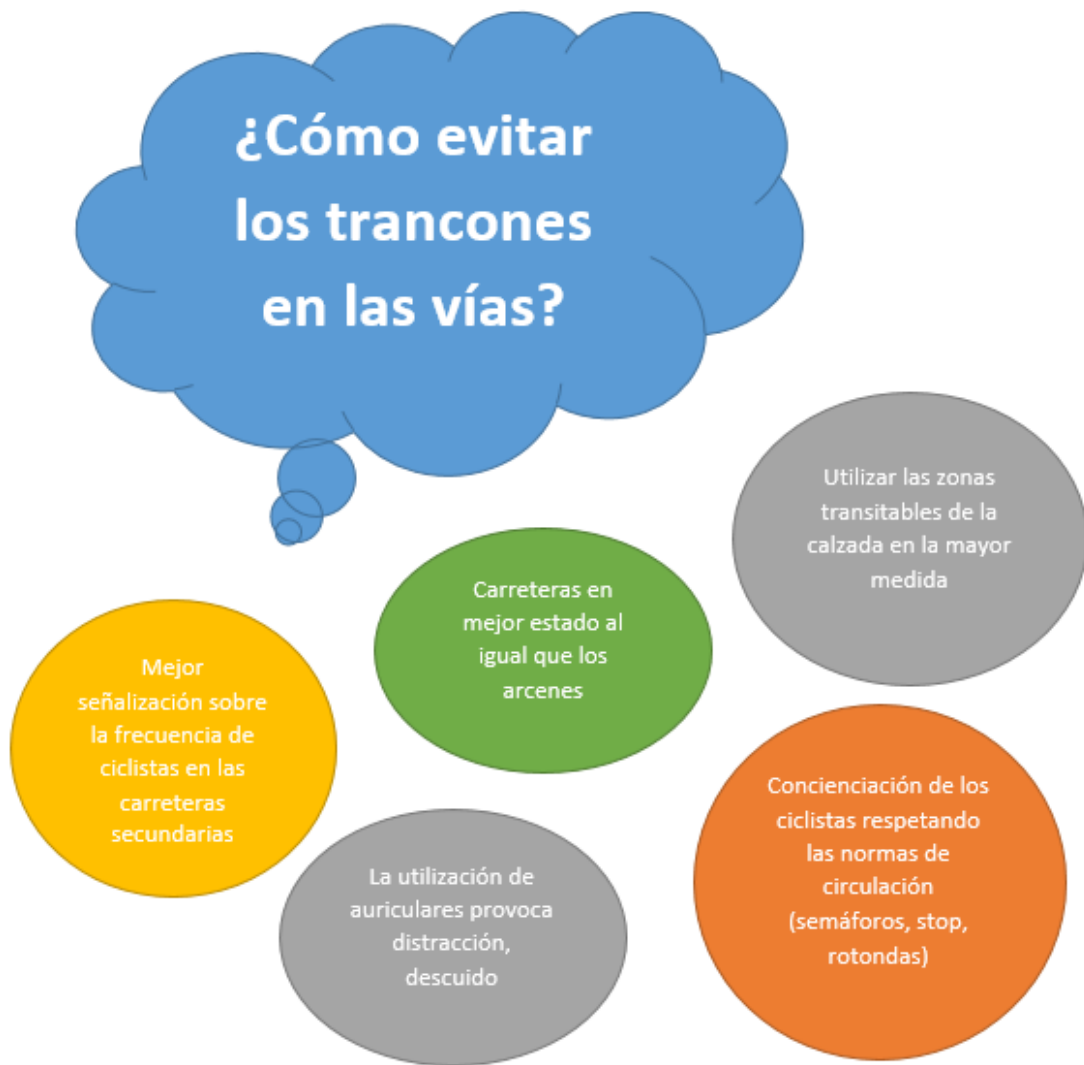 ¿Cómo evitar
los trancones
en las vías?
Utilizar las zonas
transitables de la
calzada en la mayor
medida
Carreteras en
mejor estado al
igual que los
arcenes
Mejor
señalización sobre
la frecuencia de
ciclistas en las
carreteras
secundarias
Concienciación de los
ciclistas respetando
las normas de
circulación
(semáforos, stop,
rotondas)
La utilización de
auriculares provoca
distracción,
descuido